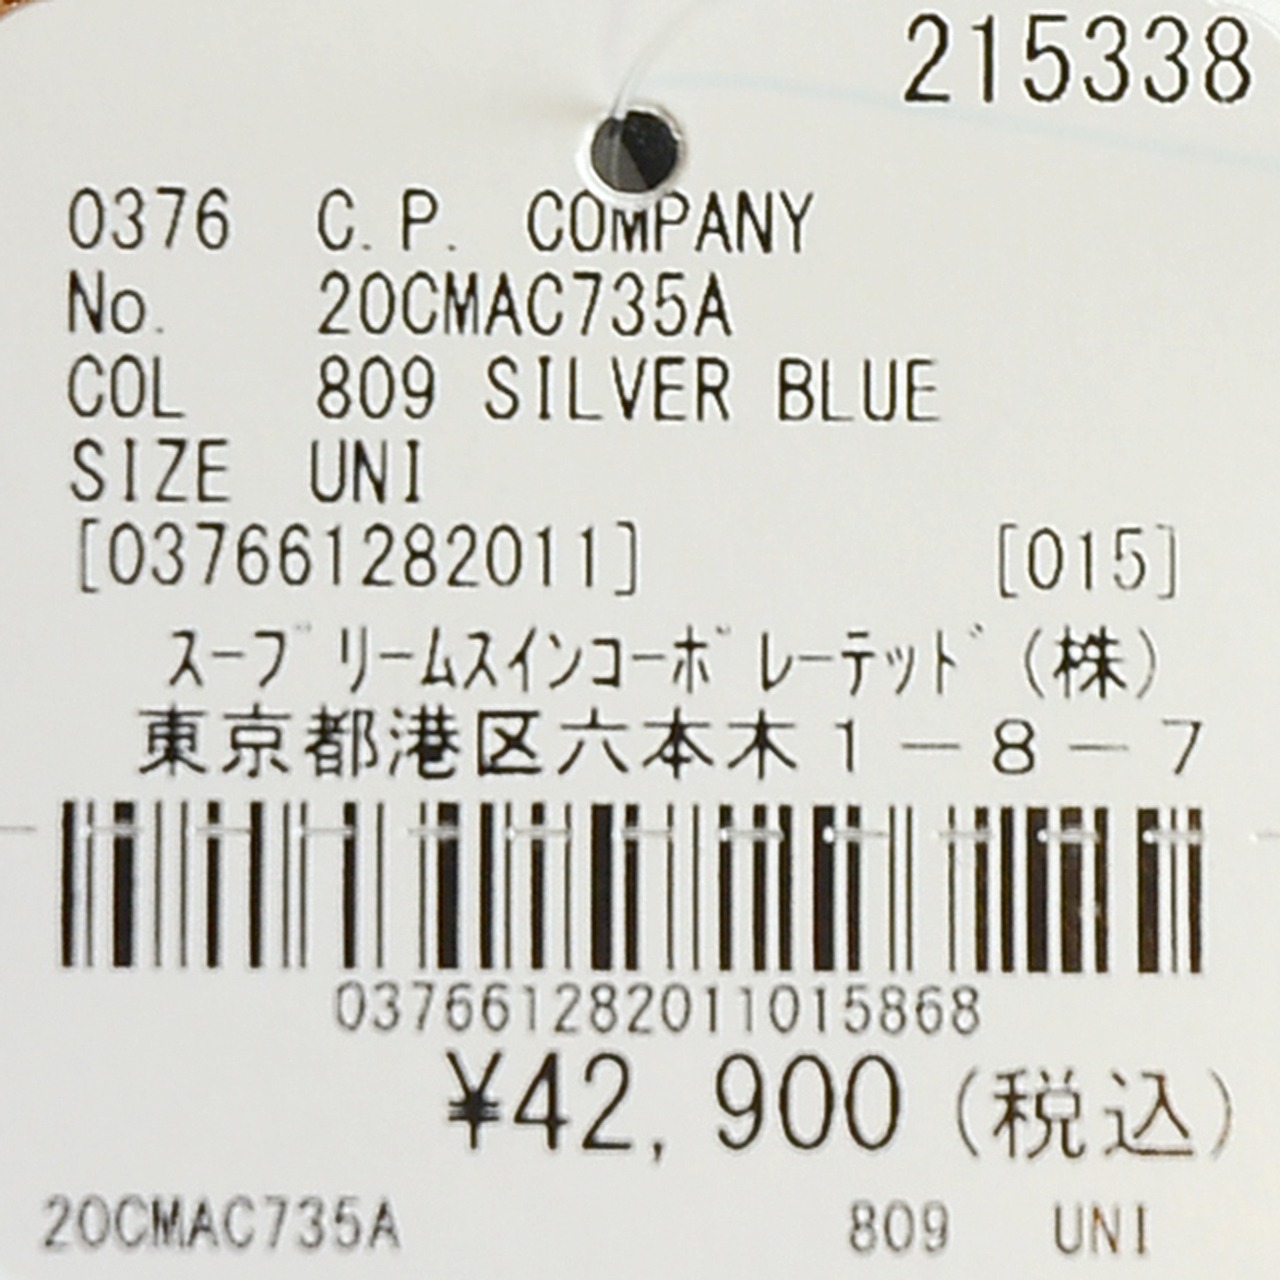 215338
0376 C.P. COMPANY
No. 20CMAC735A
COL 809 SILVER BLUE
SIZE UNI
[037661282011] [015]
ｽｰﾌﾟﾘｰﾑｽｲﾝｺｰﾎﾟﾚｰﾃｯﾄﾞ(株)
東京都港区六本木1－8－7
037661282011015868
¥42,900(税込)
20CMAC735A 809 UNI